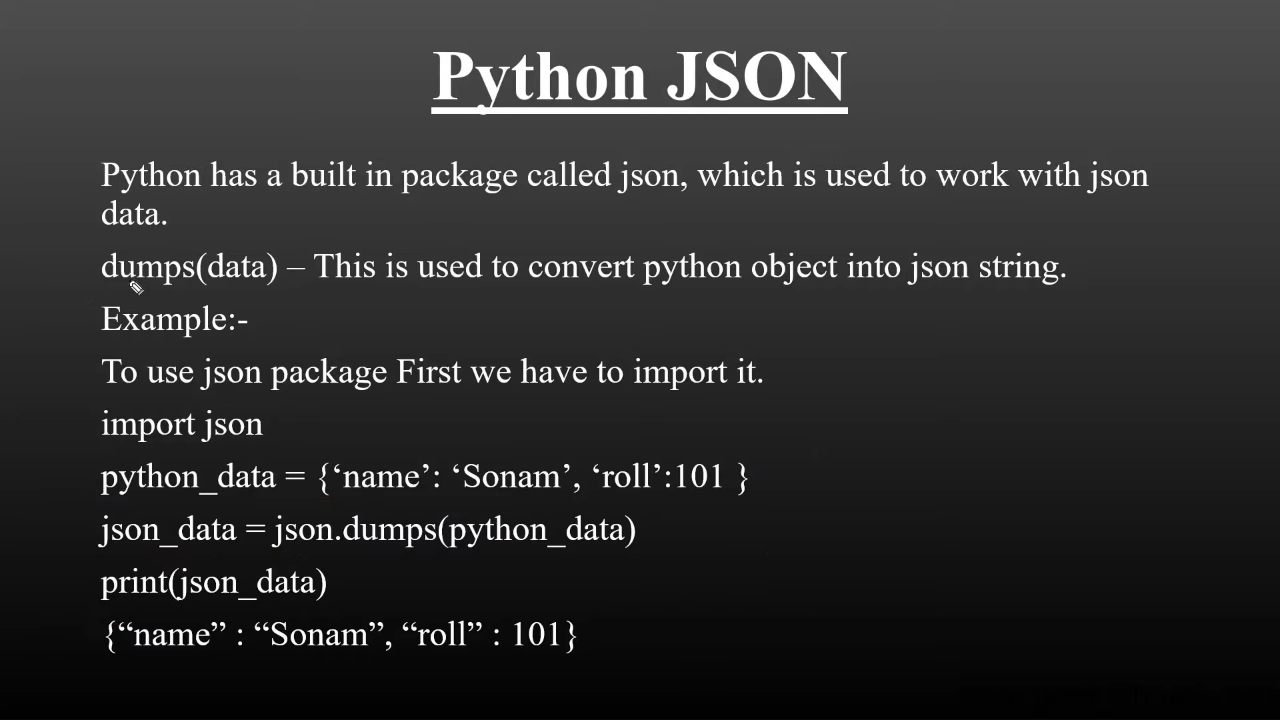 Python JSON
Python has a built in package called json, which is used to work with json
data.
dumps(data) – This is used to convert python object into json string.
Example:-
To use json package First we have to import it.
import json
python_data = {‘name’: ‘Sonam’, ‘roll’:101 }
json_data = json.dumps(python_data)
print(json_data)
{“name” : “Sonam”, “roll” : 101}